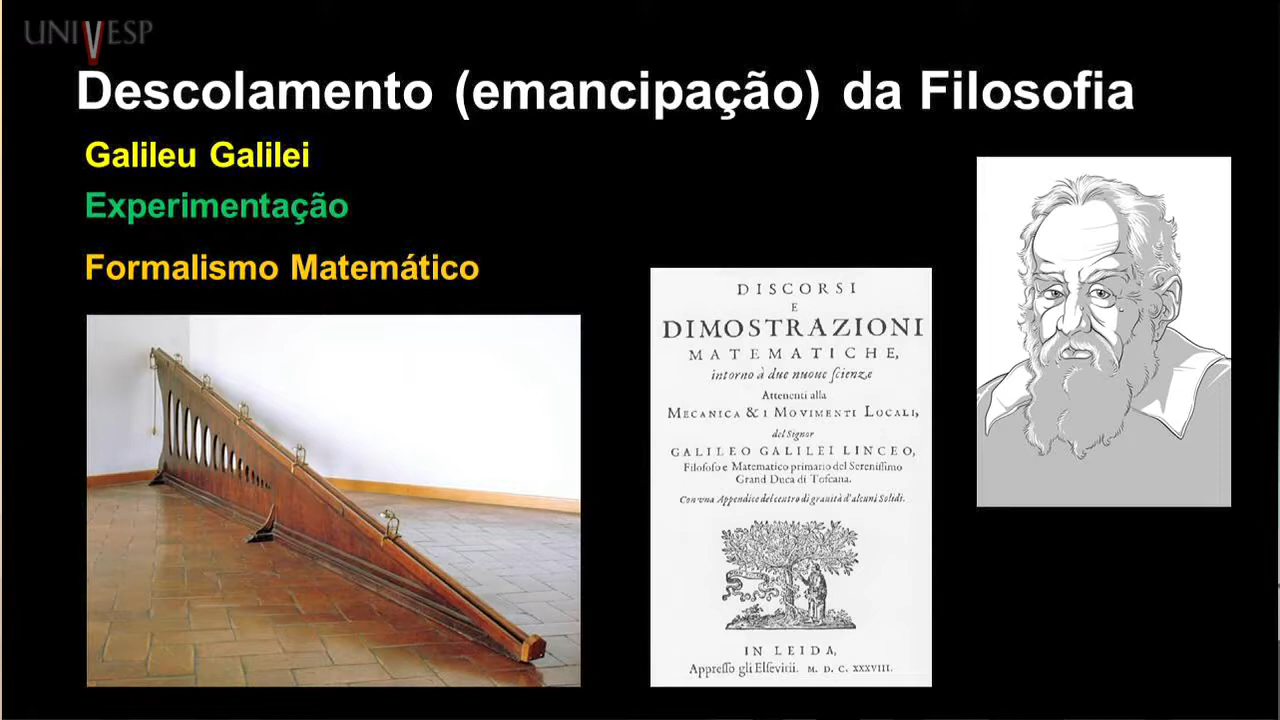 UNIVESP
Descolamento (emancipação) da Filosofia
Galileu Galilei
Experimentação
Formalismo Matemático
DISCORSI
E
DIMOSTRAZIONI
MATEMATICHE,
intorno à due nuoue ſcienze
Attenenti alla
MECANICA & I MOVIMENTI LOCALI,
del Signor
GALILEO GALILEI LINCEO,
Filoſofo e Matematico primario del Sereniſſimo
Grand Duca di Toſcana.
Con vna Appendice del centro di grauità d'alcuni Solidi.
IN LEIDA,
Appreſſo gli Elſevirii. M. D. C. XXXVIII.